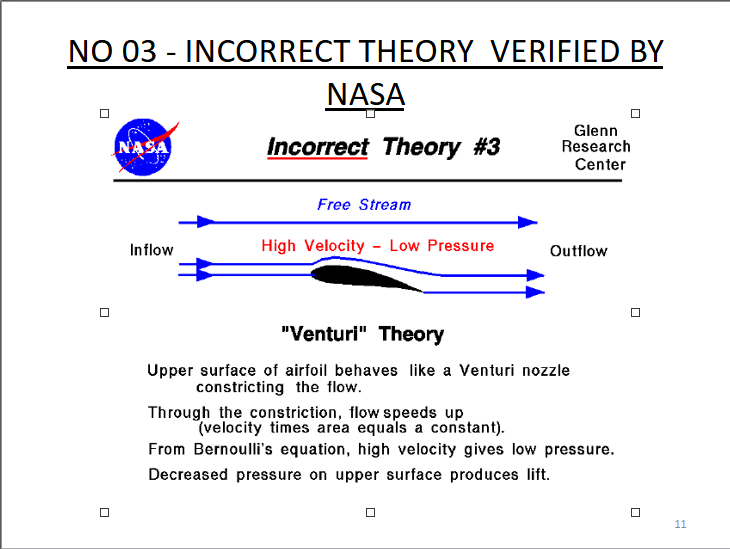 NO 03 - INCORRECT THEORY  VERIFIED BY
NASA
NASA
Incorrect Theory #3
Glenn
Research
Center
Free Stream
Inflow
High Velocity - Low Pressure
Outflow
"Venturi" Theory
Upper surface of airfoil behaves like a Venturi nozzle
constricting the flow.
Through the constriction, flow speeds up
(velocity times area equals a constant).
From Bernoulli's equation, high velocity gives low pressure.
Decreased pressure on upper surface produces lift.
11